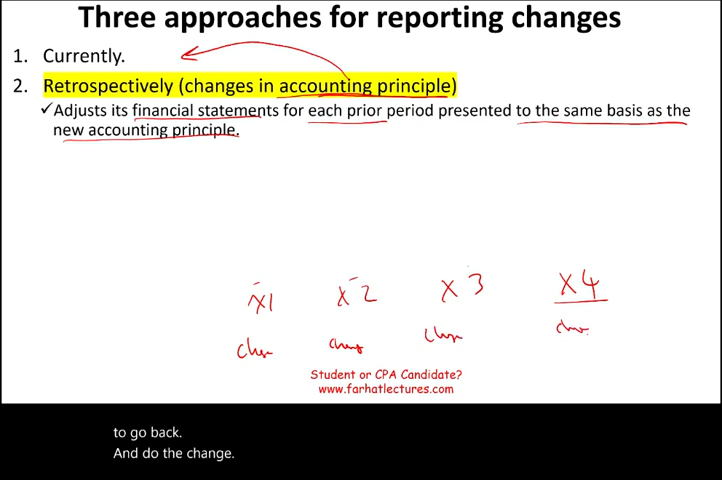 Three approaches for reporting changes
1. Currently.
2. Retrospectively (changes in accounting principle)
✓Adjusts its financial statements for each prior period presented to the same basis as the
new accounting principle.
X1 X2 X3 X4
Student or CPA Candidate?
www.farhatlectures.com
to go back.
And do the change.